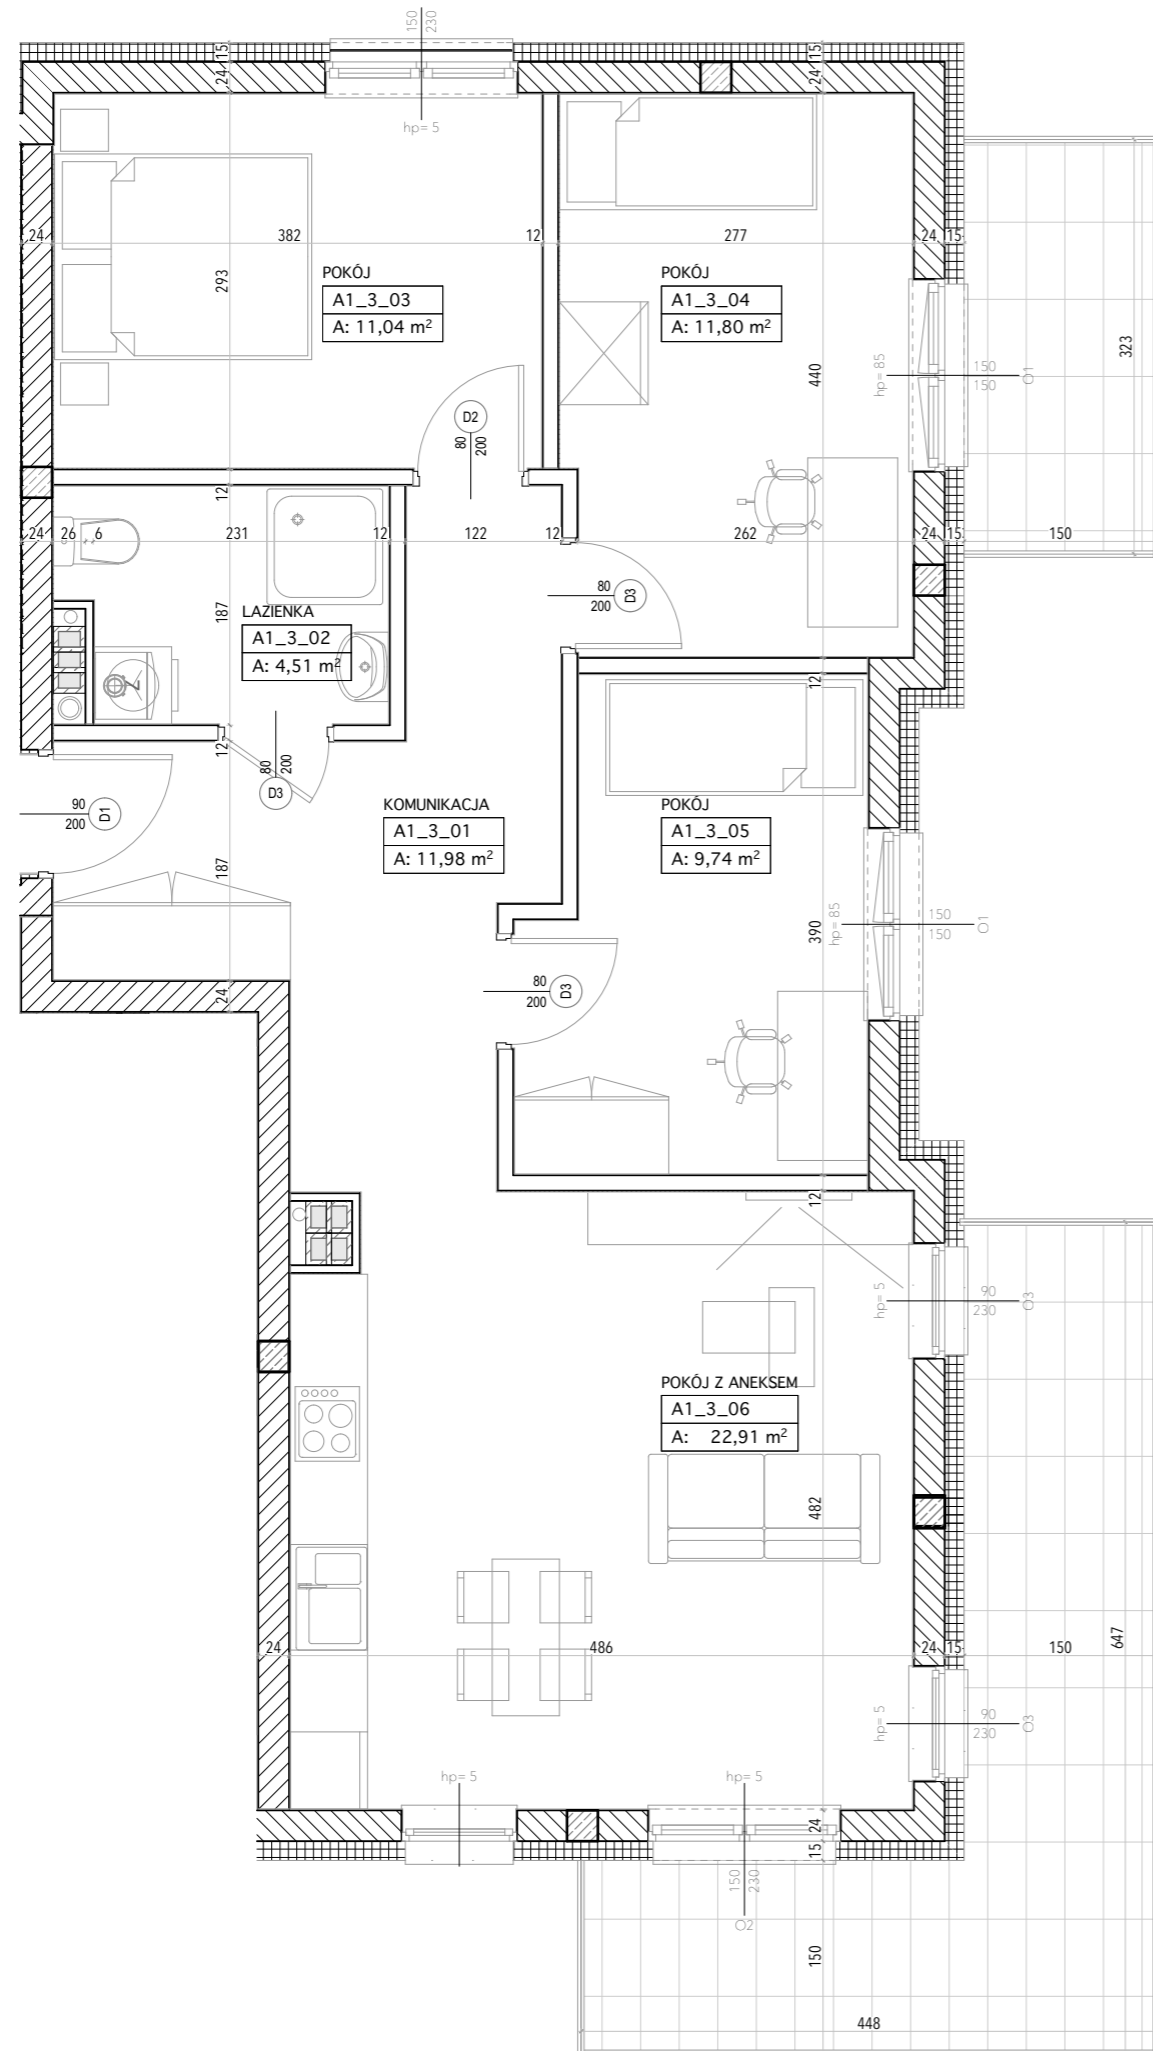 150
230
15
24
15
24
hp= 5
24
382
12
277
24
15
293
POKÓJ
A1_3_03
A: 11,04 m²
POKÓJ
A1_3_04
A: 11,80 m²
323
hp= 85
150
150
O1
440
D2
80
200
12
24
26
6
231
12
122
12
262
24
15
150
80
200
D3
187
LAZIENKA
A1_3_02
A: 4,51 m²
12
12
80
200
D3
90
200
D1
KOMUNIKACJA
A1_3_01
A: 11,98 m²
POKÓJ
A1_3_05
A: 9,74 m²
187
390
hp= 85
150
150
O1
80
200
D3
24
12
hp= 5
90
230
O3
POKÓJ Z ANEKSEM
A1_3_06
A: 22,91 m²
482
24
486
24
15
150
647
hp= 5
90
230
O3
hp= 5
hp= 5
24
15
150
230
O2
150
448